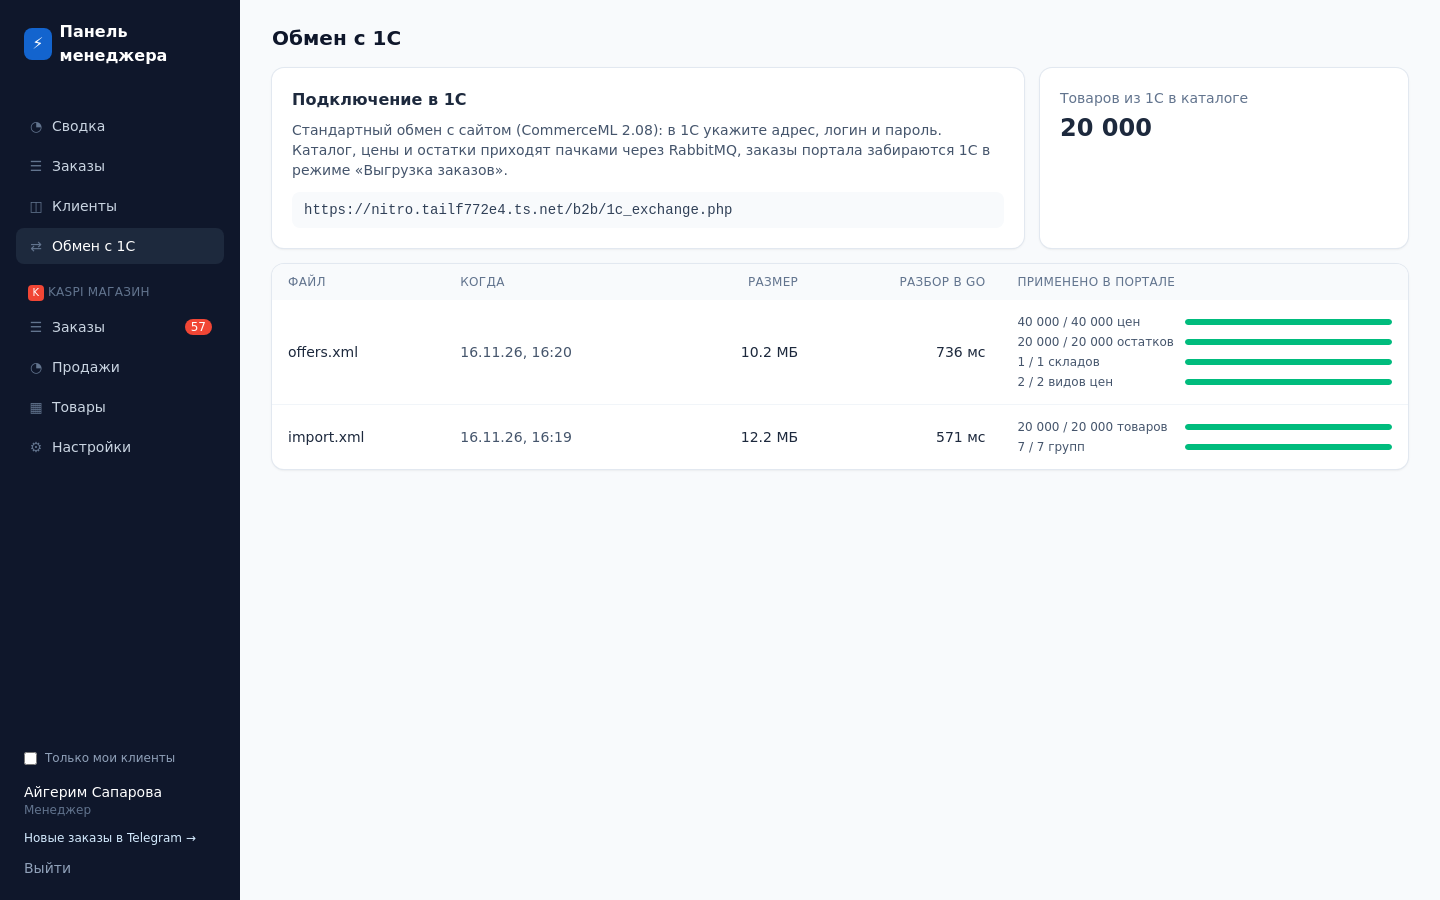 ⚡ Панель
менеджера
Сводка
Заказы
Клиенты
Обмен с 1С
K KASPI МАГАЗИН
Заказы 57
Продажи
Товары
Настройки
Только мои клиенты
Айгерим Сапарова
Менеджер
Новые заказы в Telegram →
Выйти
Обмен с 1С
Подключение в 1С
Стандартный обмен с сайтом (CommerceML 2.08): в 1С укажите адрес, логин и пароль.
Каталог, цены и остатки приходят пачками через RabbitMQ, заказы портала забираются 1С в
режиме «Выгрузка заказов».
https://nitro.tailf772e4.ts.net/b2b/1c_exchange.php
Товаров из 1С в каталоге
20 000
ФАЙЛ КОГДА РАЗМЕР РАЗБОР В GO ПРИМЕНЕНО В ПОРТАЛЕ
offers.xml 16.11.26, 16:20 10.2 МБ 736 мс
40 000 / 40 000 цен
20 000 / 20 000 остатков
1 / 1 складов
2 / 2 видов цен
import.xml 16.11.26, 16:19 12.2 МБ 571 мс
20 000 / 20 000 товаров
7 / 7 групп